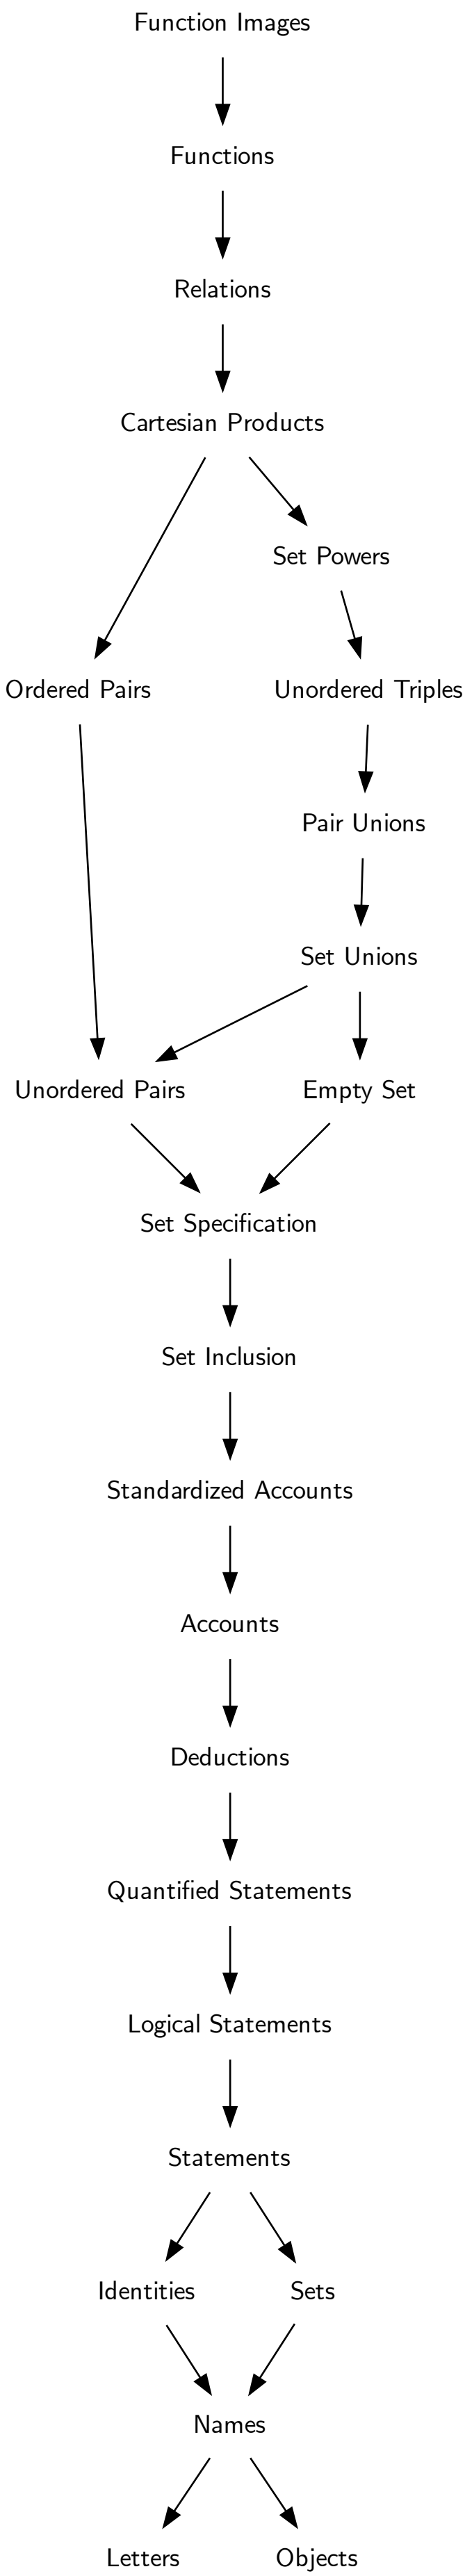 Function Images
Functions
Relations
Cartesian Products
Set Powers
Ordered Pairs
Unordered Triples
Pair Unions
Set Unions
Unordered Pairs
Empty Set
Set Specification
Set Inclusion
Standardized Accounts
Accounts
Deductions
Quantified Statements
Logical Statements
Statements
Identities
Sets
Names
Letters
Objects